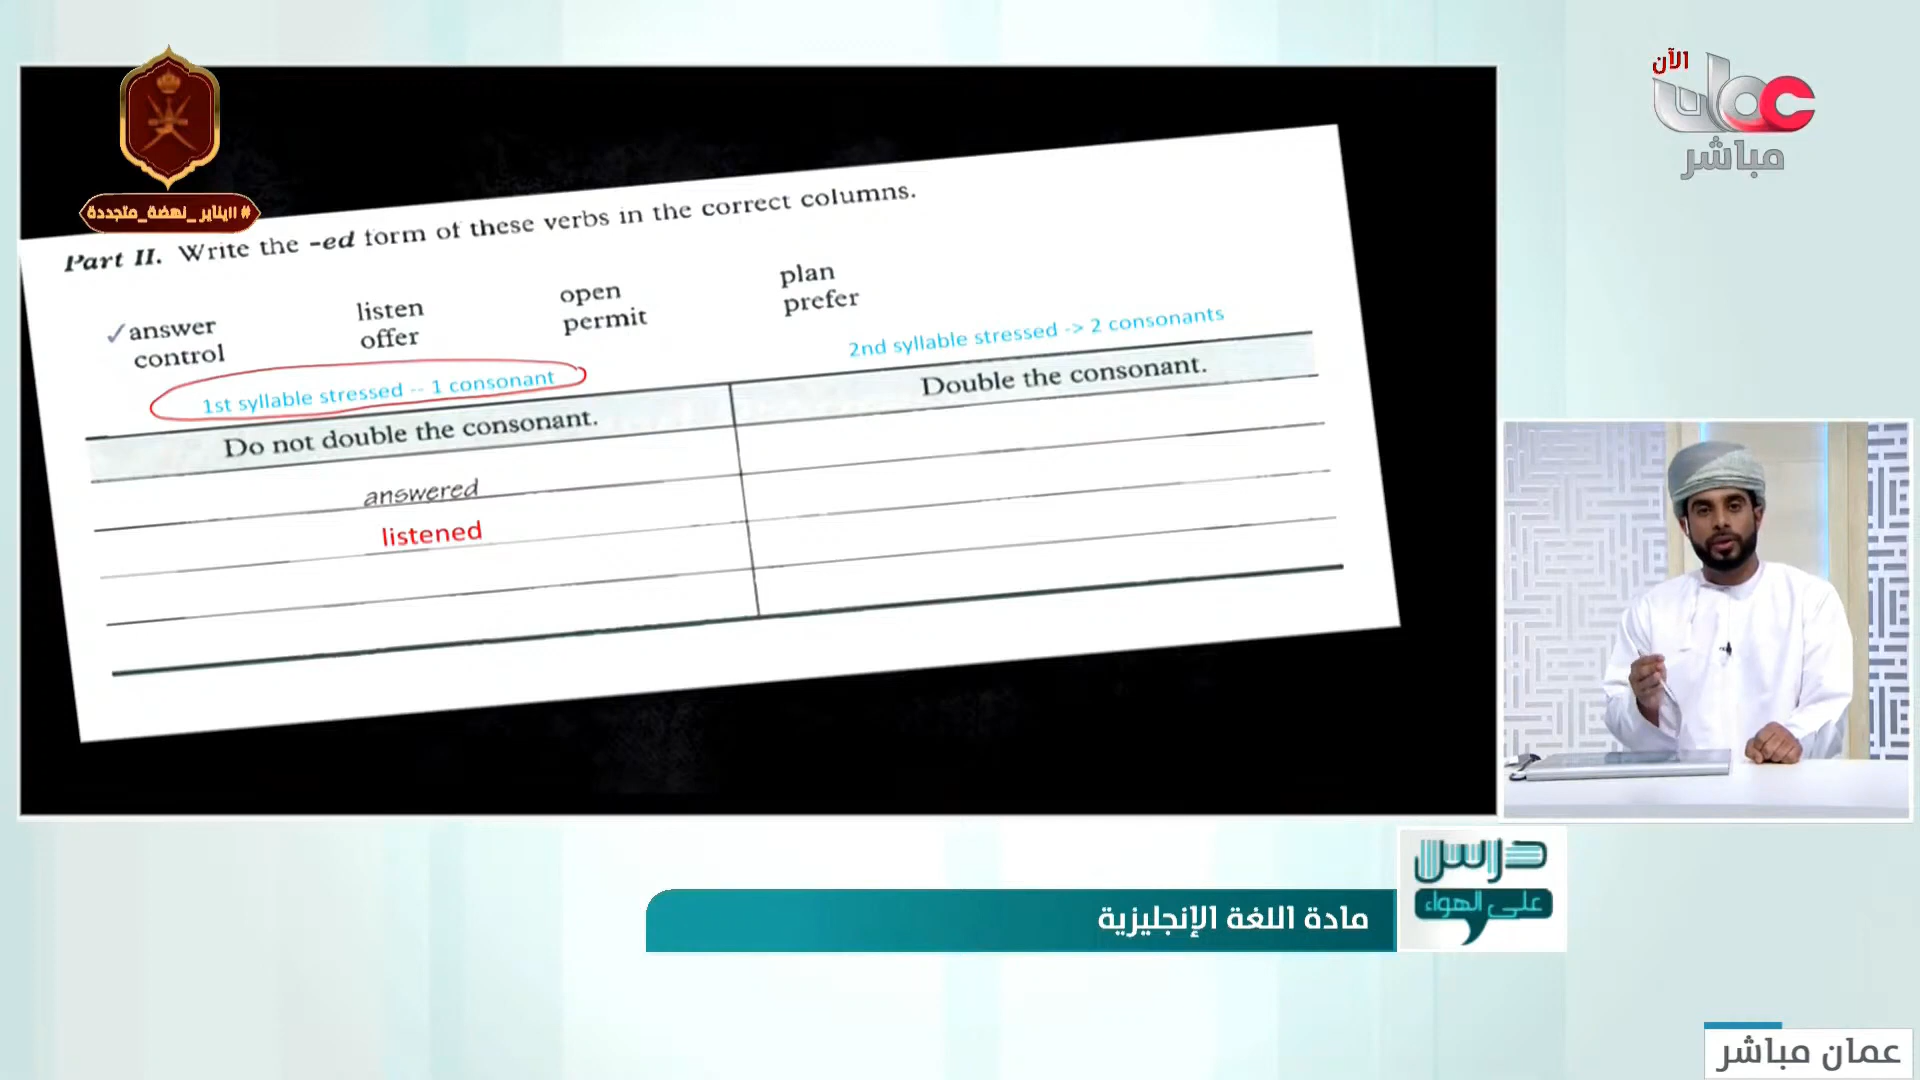 الآن
عمان
مباشر
#١١يناير_نهضة_متجددة
Part II. Write the -ed form of these verbs in the correct columns.
✓answer listen open plan
control offer permit prefer
1st syllable stressed -- 1 consonant
2nd syllable stressed -> 2 consonants
Do not double the consonant. Double the consonant.
answered
listened
درس
على الهواء
مادة اللغة الإنجليزية
عمان مباشر